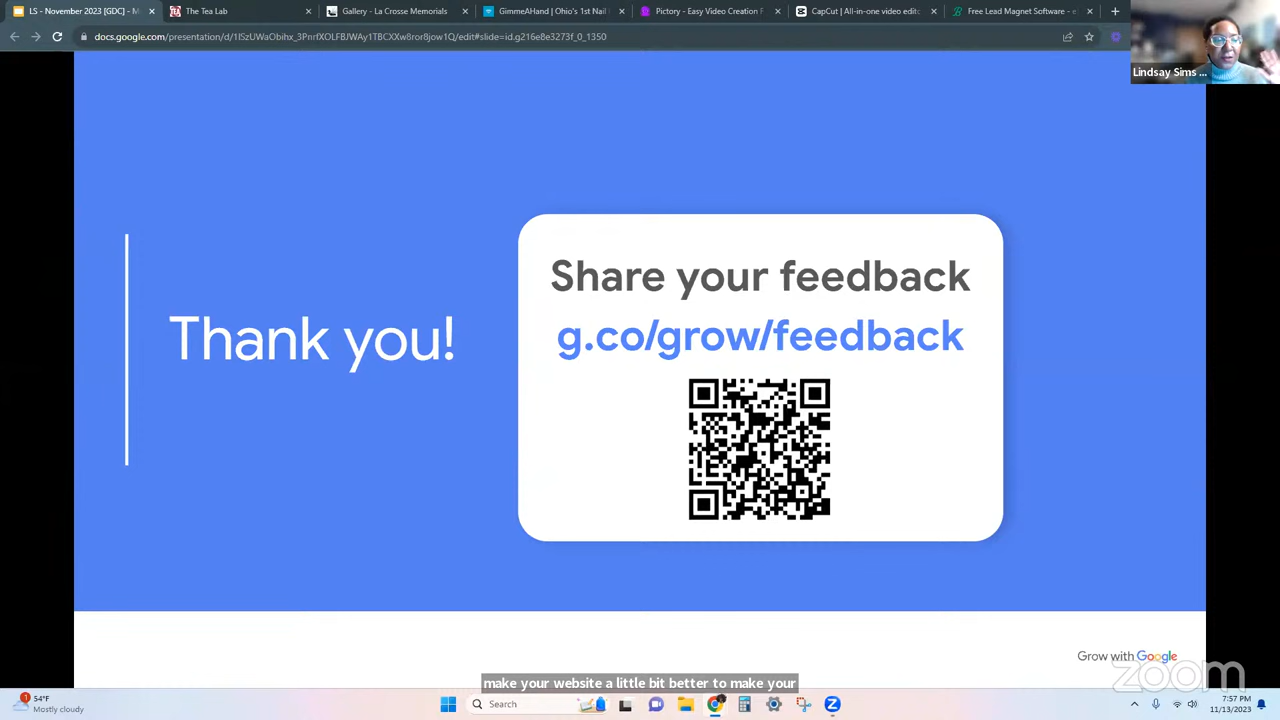 LS - November 2023 [GDC] - M
The Tea Lab
Gallery - La Crosse Memorials
GimmeAHand | Ohio's 1st Nail
Pictory - Easy Video Creation F
CapCut | All-in-one video edit
Free Lead Magnet Software - e
Lindsay Sims ...
Thank you!
Share your feedback
g.co/grow/feedback
Grow with Google
zoom
make your website a little bit better to make your
1
54°F
Mostly cloudy
Search
7:57 PM
11/13/2023